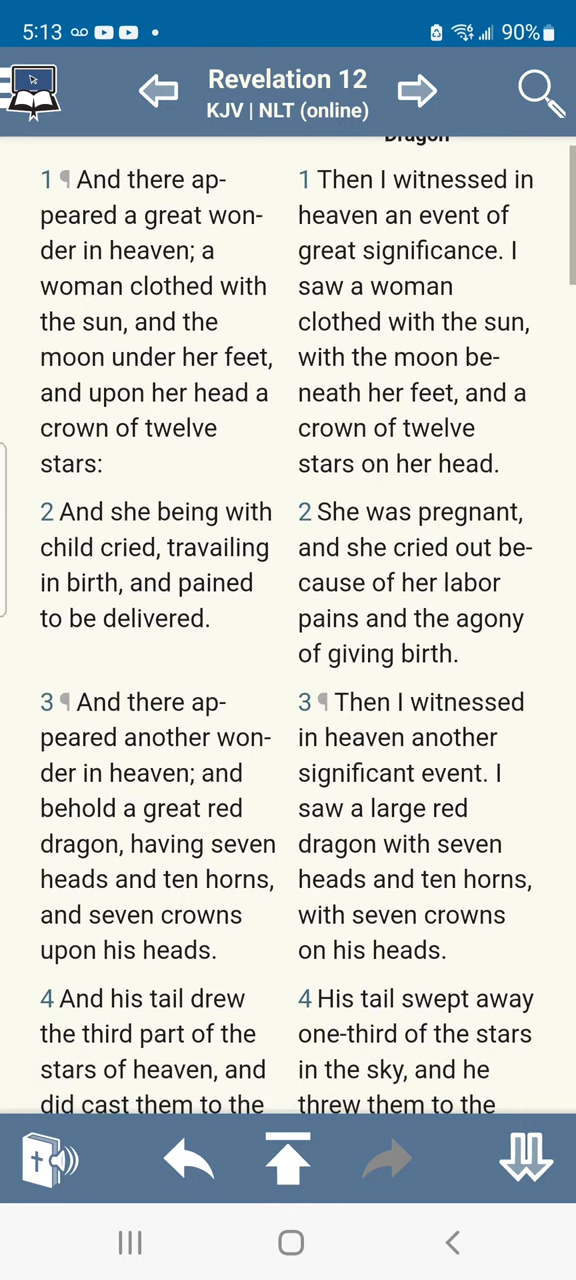 5:13
90%
Revelation 12
KJV | NLT (online)
Dragon
1 ¶ And there ap-
peared a great won-
der in heaven; a
woman clothed with
the sun, and the
moon under her feet,
and upon her head a
crown of twelve
stars:
2 And she being with
child cried, travailing
in birth, and pained
to be delivered.
3 ¶ And there ap-
peared another won-
der in heaven; and
behold a great red
dragon, having seven
heads and ten horns,
and seven crowns
upon his heads.
4 And his tail drew
the third part of the
stars of heaven, and
did cast them to the
1 Then I witnessed in
heaven an event of
great significance. I
saw a woman
clothed with the sun,
with the moon be-
neath her feet, and a
crown of twelve
stars on her head.
2 She was pregnant,
and she cried out be-
cause of her labor
pains and the agony
of giving birth.
3 ¶ Then I witnessed
in heaven another
significant event. I
saw a large red
dragon with seven
heads and ten horns,
with seven crowns
on his heads.
4 His tail swept away
one-third of the stars
in the sky, and he
threw them to the